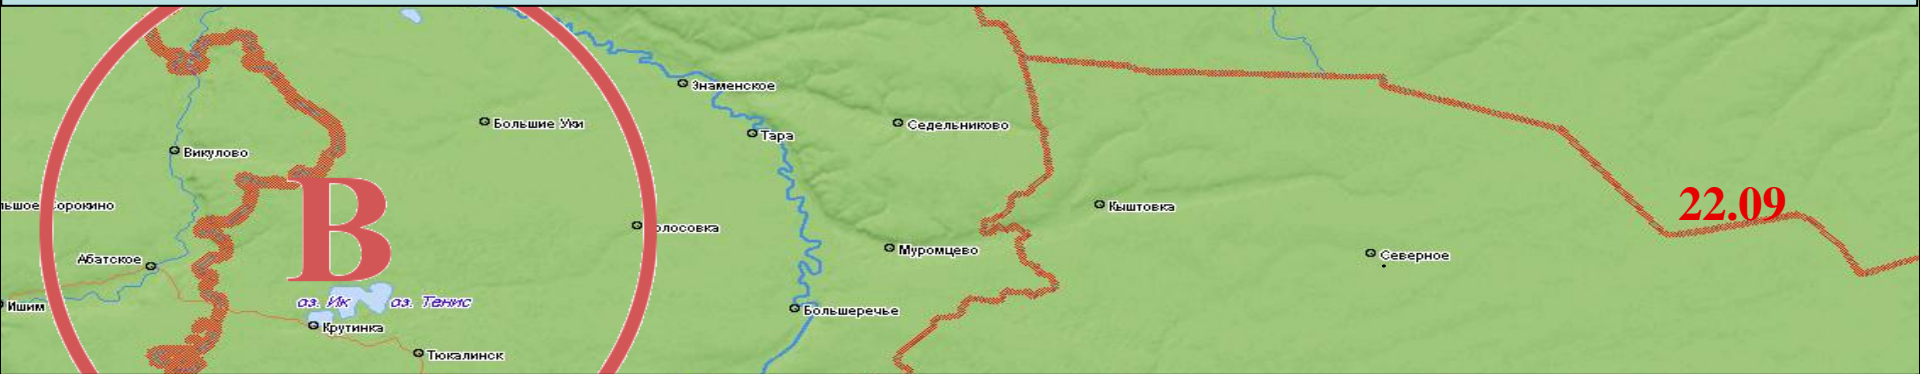 Знаменское
Большие Уки
Седельниково
Тара
Викулово
В
22.09
Кыштовка
Муромцево
Северное
Абатское
Ишим
оз. Ик
оз. Тенис
Большеречье
Крутинка
Тюкалинск